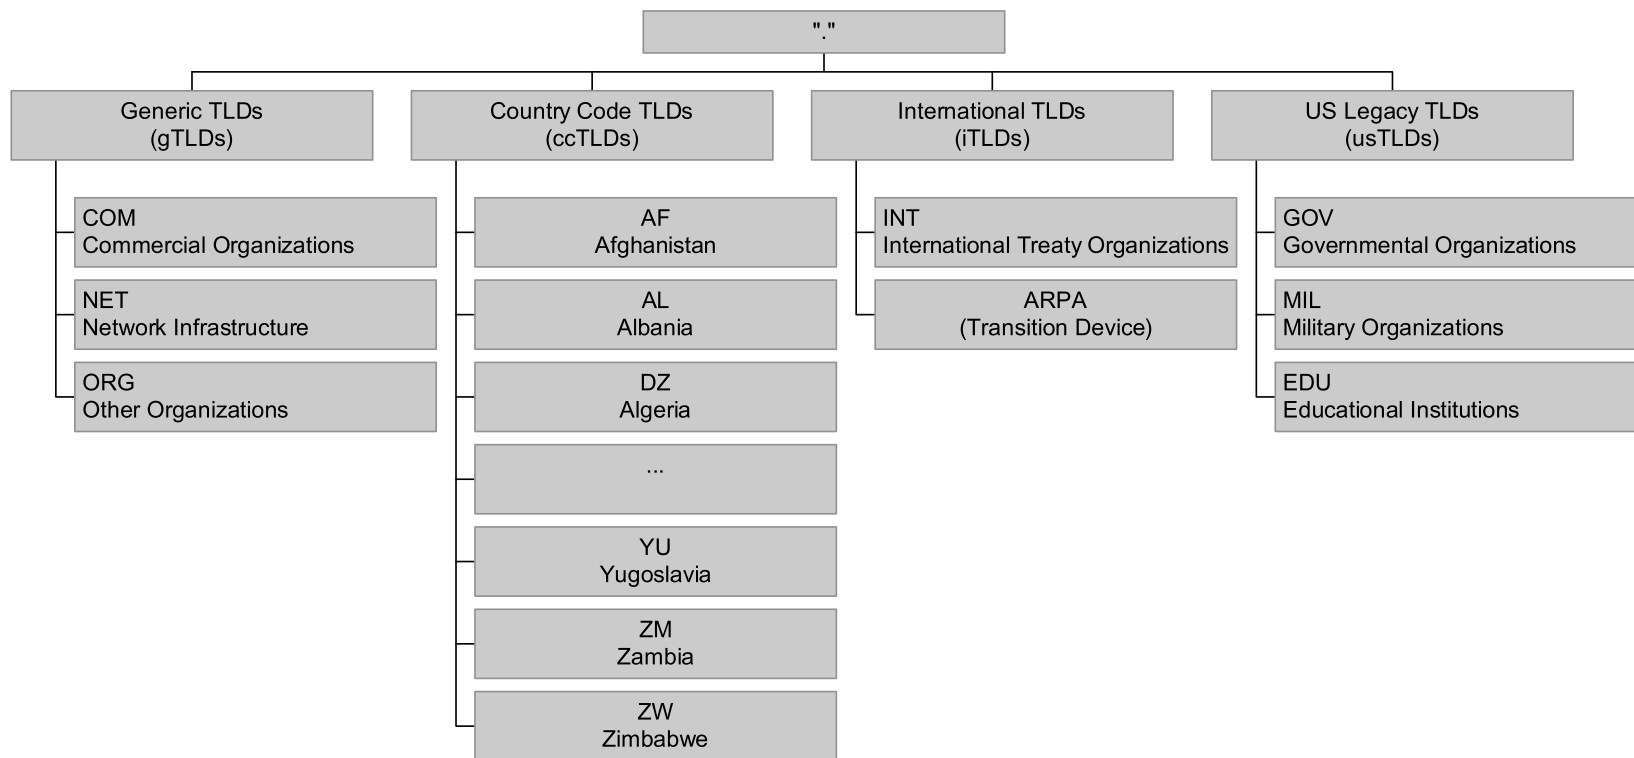 "."
Generic TLDs
(gTLDs)
Country Code TLDs
(ccTLDs)
International TLDs
(iTLDs)
US Legacy TLDs
(usTLDs)
COM
Commercial Organizations
NET
Network Infrastructure
ORG
Other Organizations
AF
Afghanistan
AL
Albania
DZ
Algeria
...
YU
Yugoslavia
ZM
Zambia
ZW
Zimbabwe
INT
International Treaty Organizations
ARPA
(Transition Device)
GOV
Governmental Organizations
MIL
Military Organizations
EDU
Educational Institutions